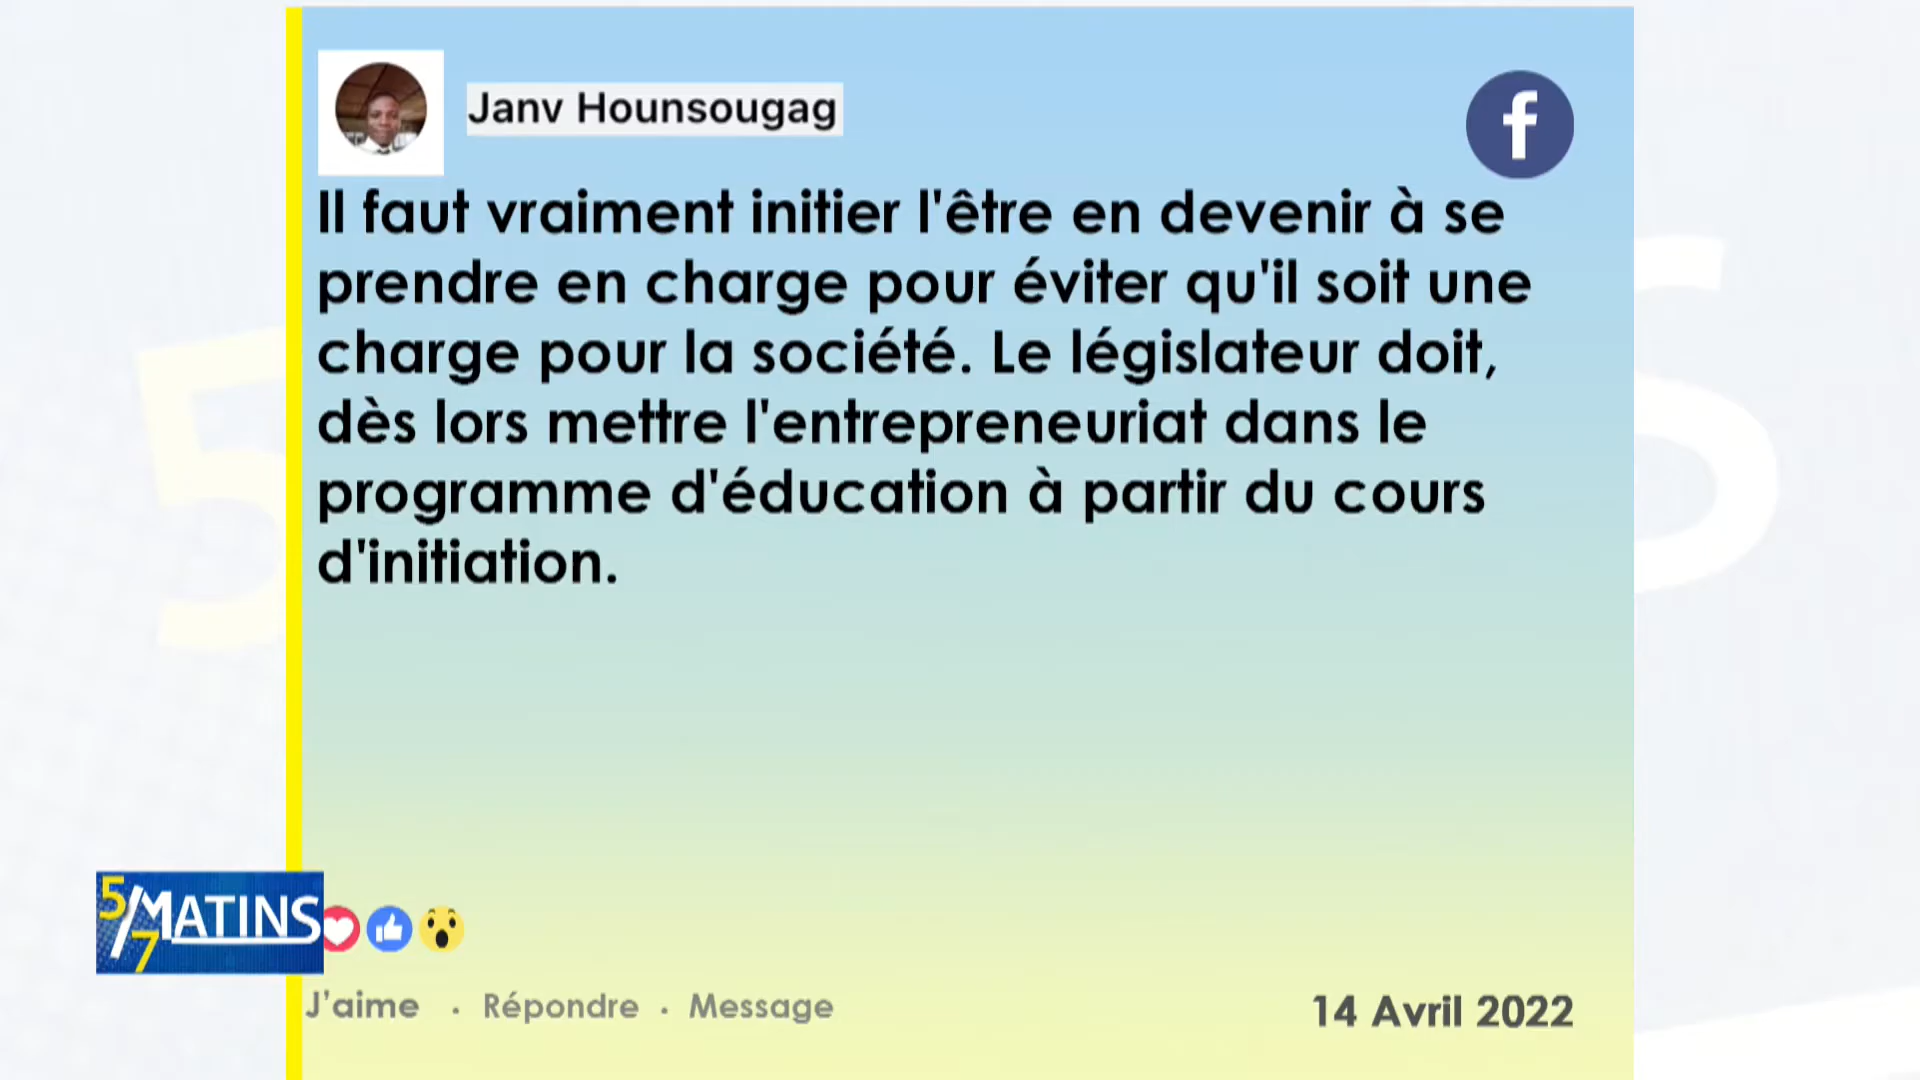 Janv Hounsougag
f
Il faut vraiment initier l'être en devenir à se
prendre en charge pour éviter qu'il soit une
charge pour la société. Le législateur doit,
dès lors mettre l'entrepreneuriat dans le
programme d'éducation à partir du cours
d'initiation.
5/7 MATINS
J'aime · Répondre · Message
14 Avril 2022